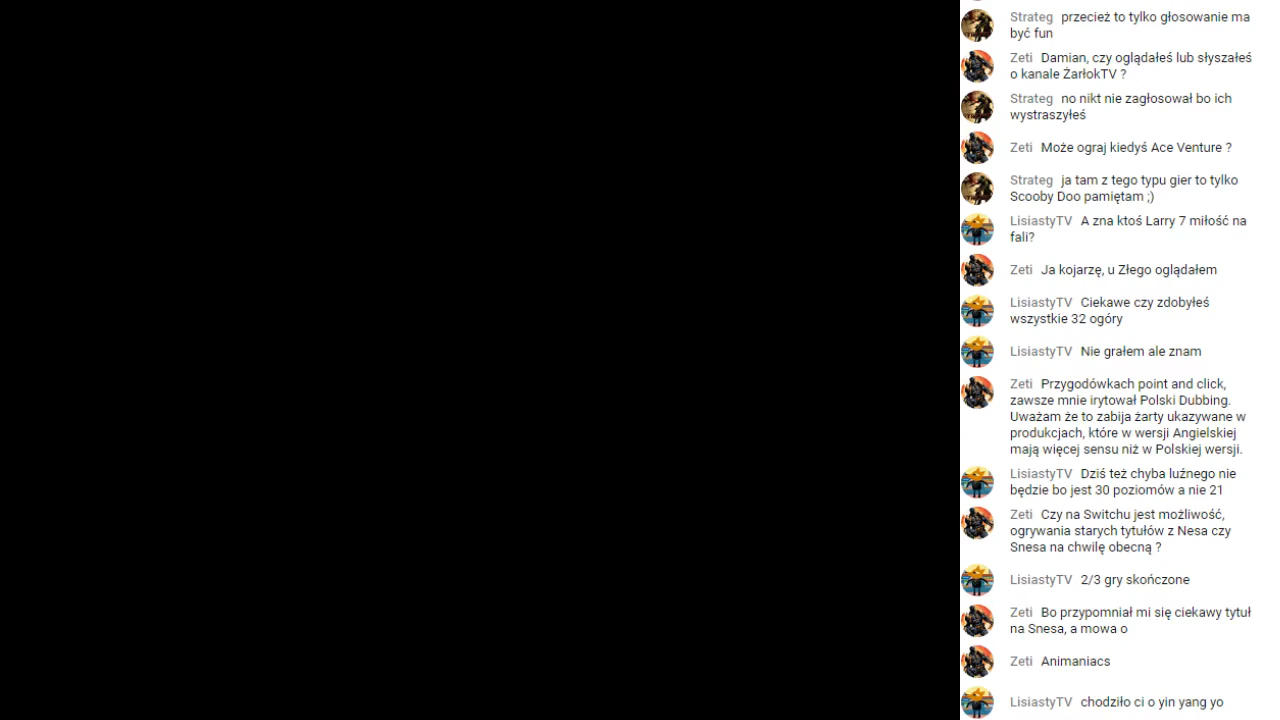 Strateg przecież to tylko głosowanie ma
być fun
Zeti Damian, czy oglądałeś lub słyszałeś
o kanale ŻarłokTV ?
Strateg no nikt nie zagłosował bo ich
wystraszyłeś
Zeti Może ograj kiedyś Ace Venture ?
Strateg ja tam z tego typu gier to tylko
Scooby Doo pamiętam ;)
LisiastyTV A zna ktoś Larry 7 miłość na
fali?
Zeti Ja kojarzę, u Złego oglądałem
LisiastyTV Ciekawe czy zdobyłeś
wszystkie 32 ogóry
LisiastyTV Nie grałem ale znam
Zeti Przygodówkach point and click,
zawsze mnie irytował Polski Dubbing.
Uważam że to zabija żarty ukazywane w
produkcjach, które w wersji Angielskiej
mają więcej sensu niż w Polskiej wersji.
LisiastyTV Dziś też chyba luźnego nie
będzie bo jest 30 poziomów a nie 21
Zeti Czy na Switchu jest możliwość,
ogrywania starych tytułów z Nesa czy
Snesa na chwilę obecną ?
LisiastyTV 2/3 gry skończone
Zeti Bo przypomniał mi się ciekawy tytuł
na Snesa, a mowa o
Zeti Animaniacs
LisiastyTV chodziło ci o yin yang yo